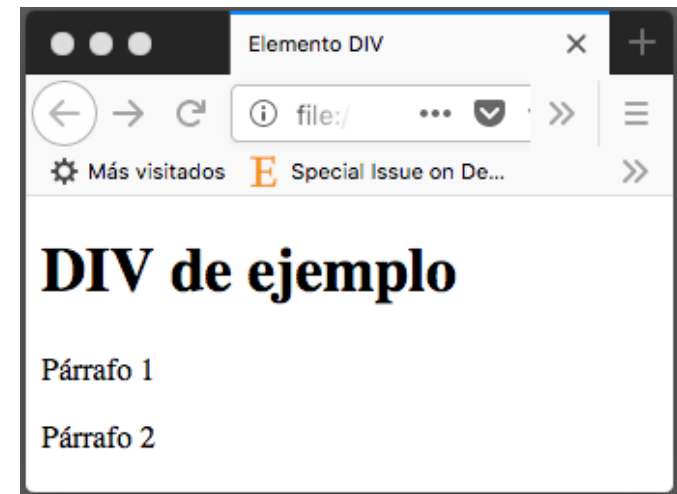 Elemento DIV
file:/
Más visitados E Special Issue on De...
DIV de ejemplo
Párrafo 1
Párrafo 2